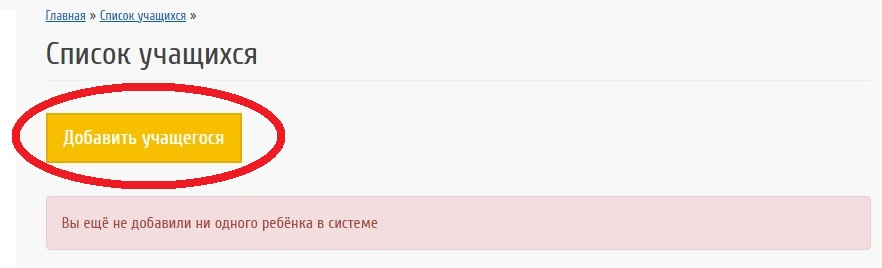 Главная » Список учащихся »
Список учащихся
Добавить учащегося
Вы ещё не добавили ни одного ребёнка в системе